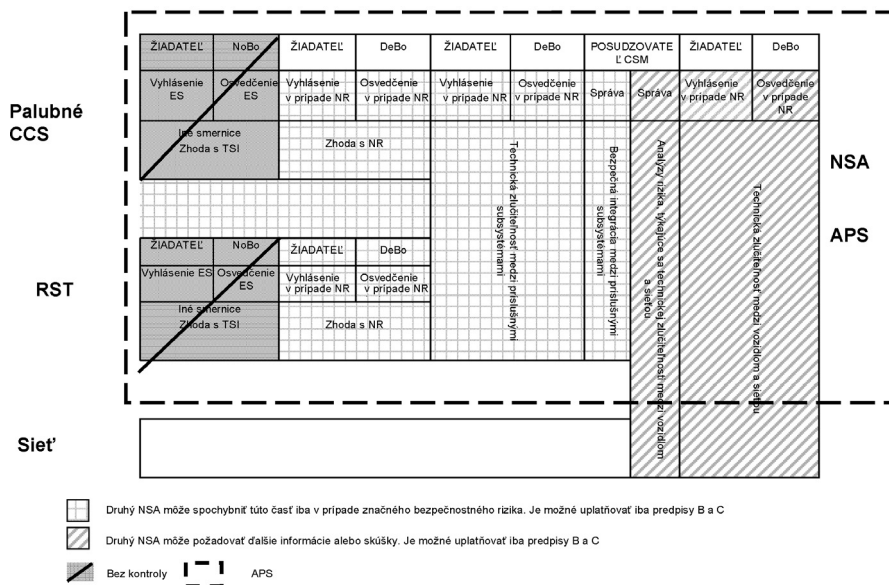 ŽIADATEĽ NoBo ŽIADATEĽ DeBo ŽIADATEĽ DeBo POSUDZOVATE ŽIADATEĽ DeBo
Ľ CSM
Vyhlásenie Osvedčenie Vyhlásenie Osvedčenie Vyhlásenie Osvedčenie Správa Správa Vyhlásenie Osvedčenie
ES ES v prípade NR v prípade NR v prípade NR v prípade NR v prípade NR v prípade
NR
Palubné
CCS
Iné smernice
Zhoda s TSI
Zhoda s NR
Technická zlučiteľnosť medzi príslušnými
subsystémami
Bezpečná integrácia medzi príslušnými
subsystémami
Analýzy rizika, týkajúce sa technickej zlučiteľnosti medzi vozidlom
a sieťou
Technická zlučiteľnosť medzi vozidlom a sieťou
NSA
APS
ŽIADATEĽ NoBo ŽIADATEĽ DeBo
Vyhlásenie ES Osvedčenie Vyhlásenie Osvedčenie
ES v prípade NR v prípade NR
RST
Iné smernice
Zhoda s TSI
Zhoda s NR
Sieť
Druhý NSA môže spochybniť túto časť iba v prípade značného bezpečnostného rizika. Je možné uplatňovať iba predpisy B a C
Druhý NSA môže požadovať ďalšie informácie alebo skúšky. Je možné uplatňovať iba predpisy B a C
Bez kontroly APS